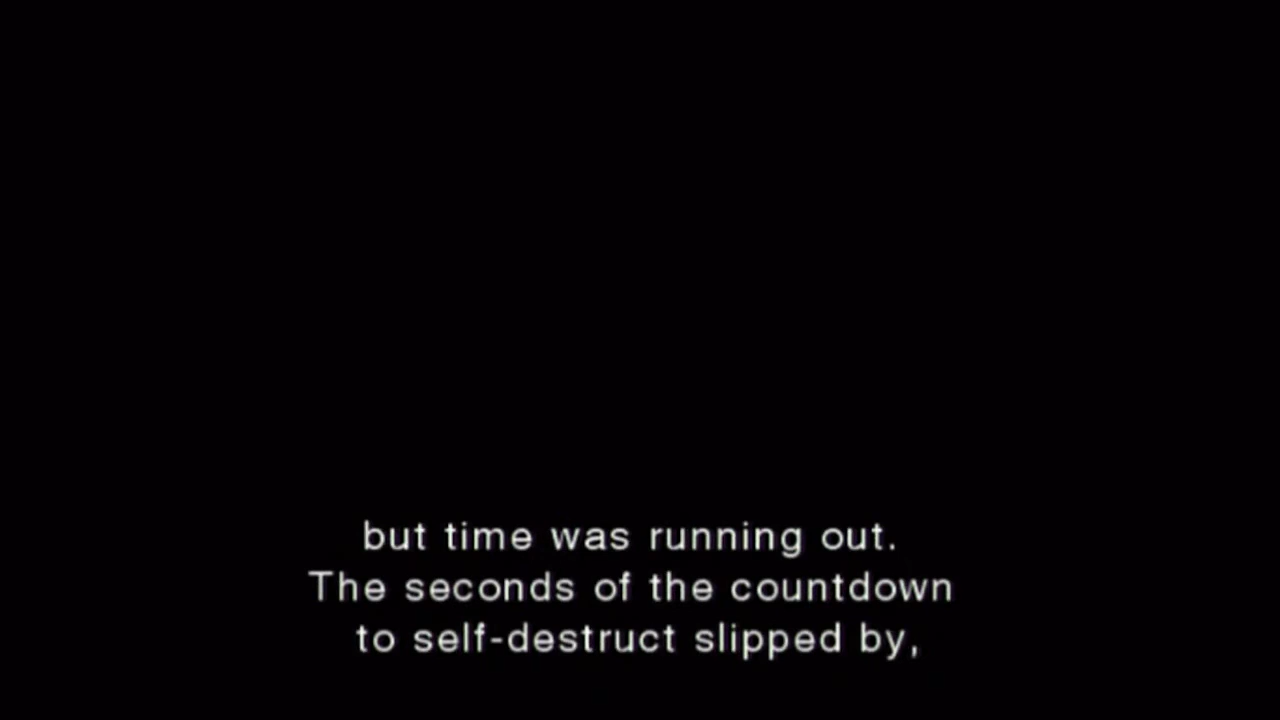 but time was running out.
The seconds of the countdown
to self-destruct slipped by,